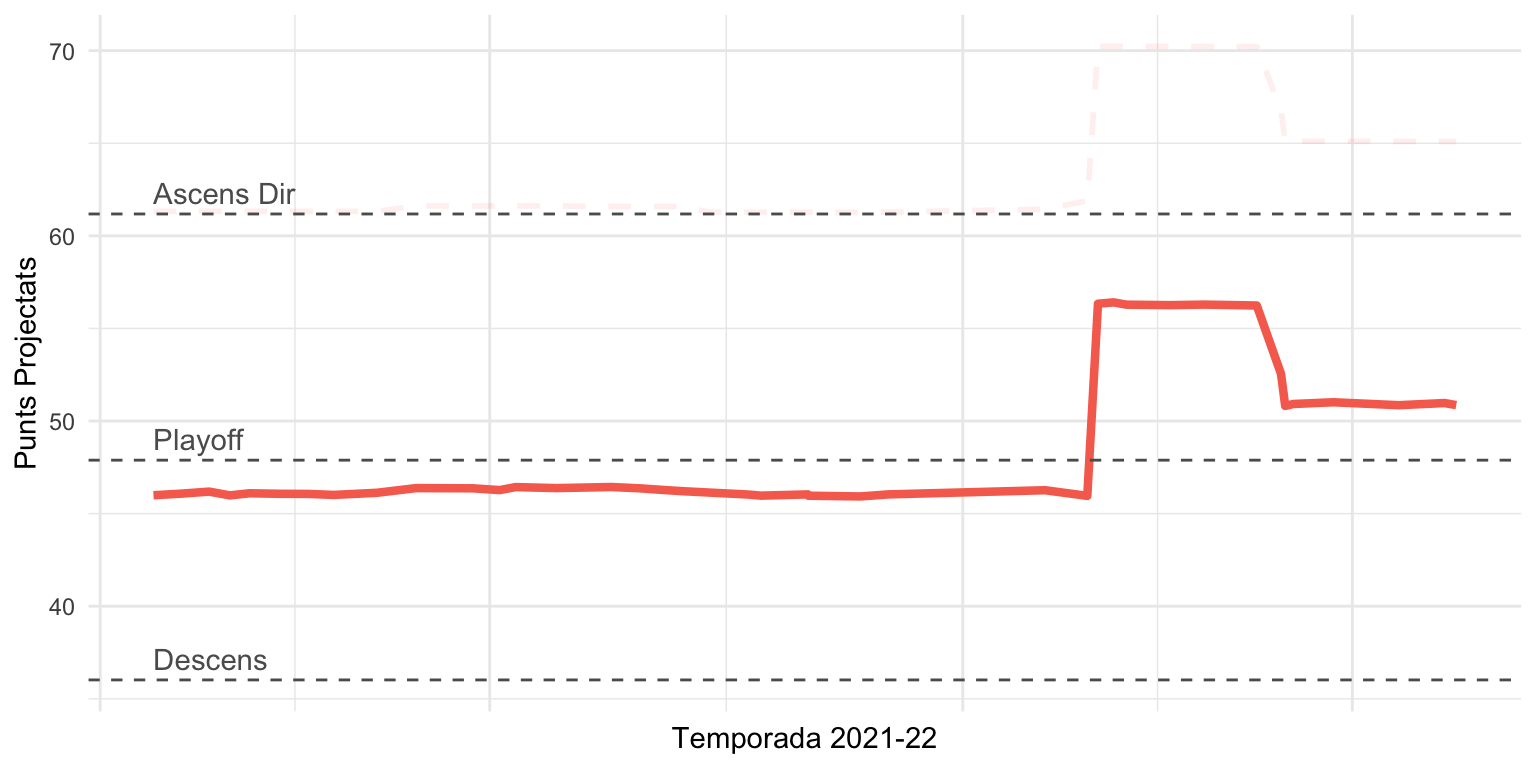 70
Ascens Dir
60
Punts Projectats
50
Playoff
40
Descens
Temporada 2021-22